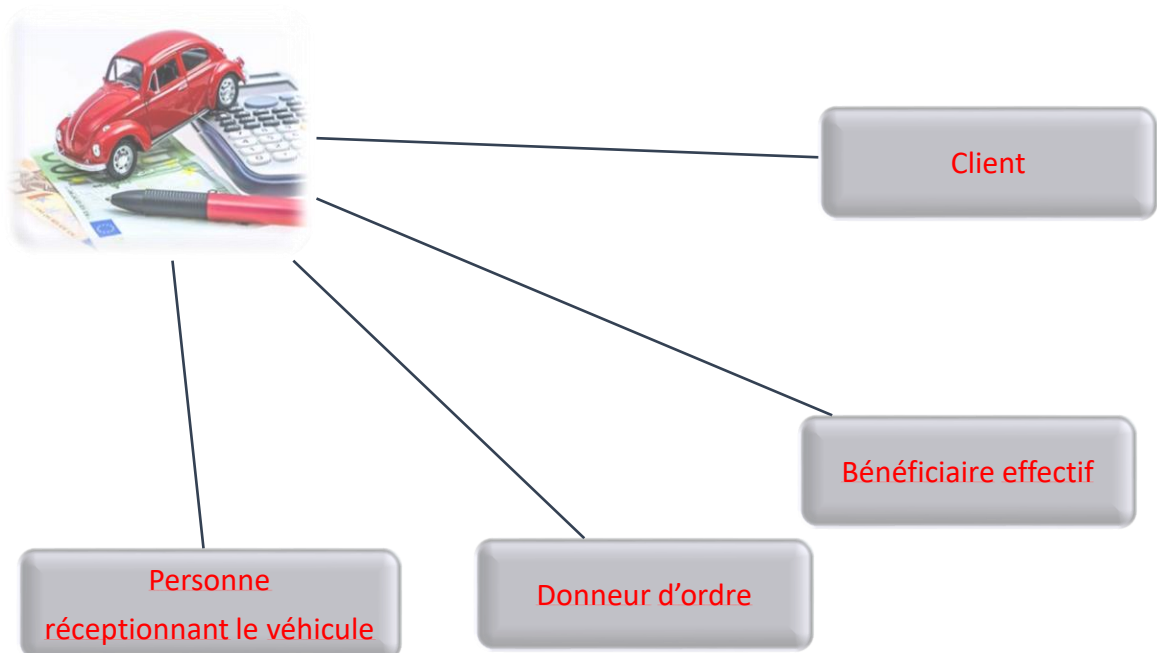 Client
Bénéficiaire effectif
Personne
réceptionnant le véhicule
Donneur d’ordre